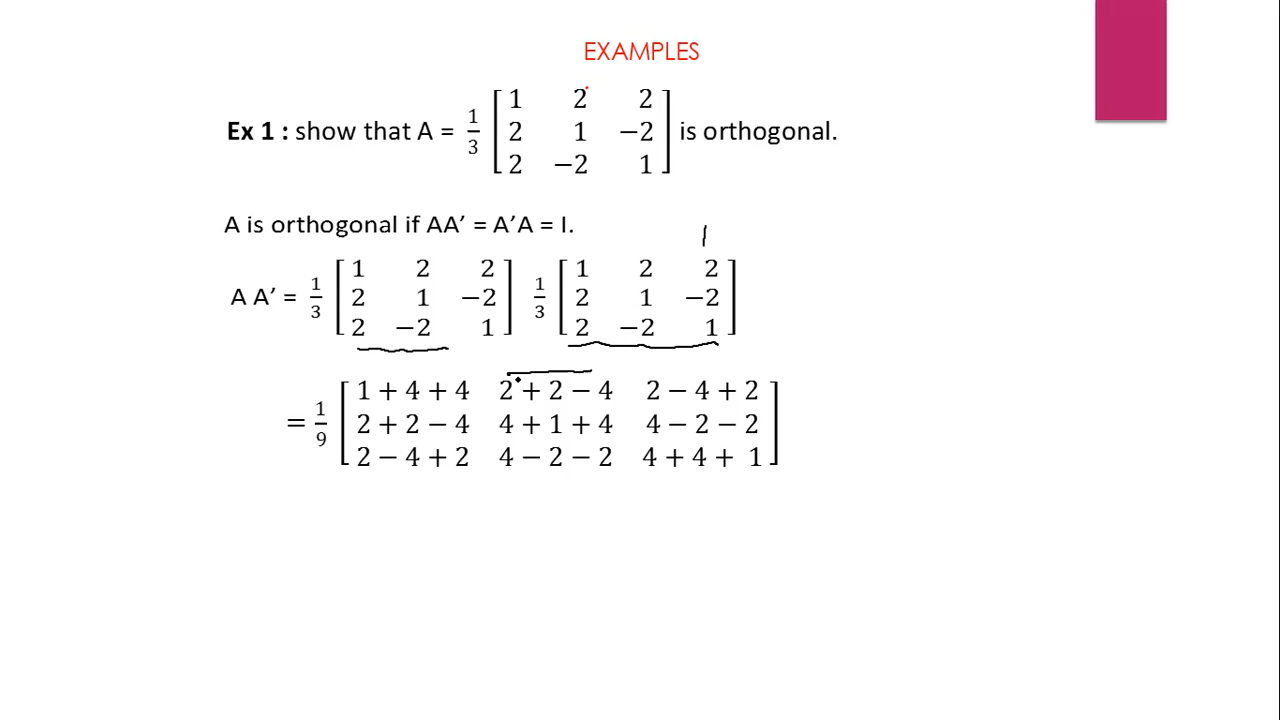 EXAMPLES
Ex 1 : show that A = 1/3 [1 2 2; 2 1 −2; 2 −2 1] is orthogonal.
A is orthogonal if AA′ = A′A = I.
A A′ = 1/3 [1 2 2; 2 1 −2; 2 −2 1] 1/3 [1 2 2; 2 1 −2; 2 −2 1]
= 1/9 [1 + 4 + 4 2 + 2 − 4 2 − 4 + 2; 2 + 2 − 4 4 + 1 + 4 4 − 2 − 2; 2 − 4 + 2 4 − 2 − 2 4 + 4 + 1]